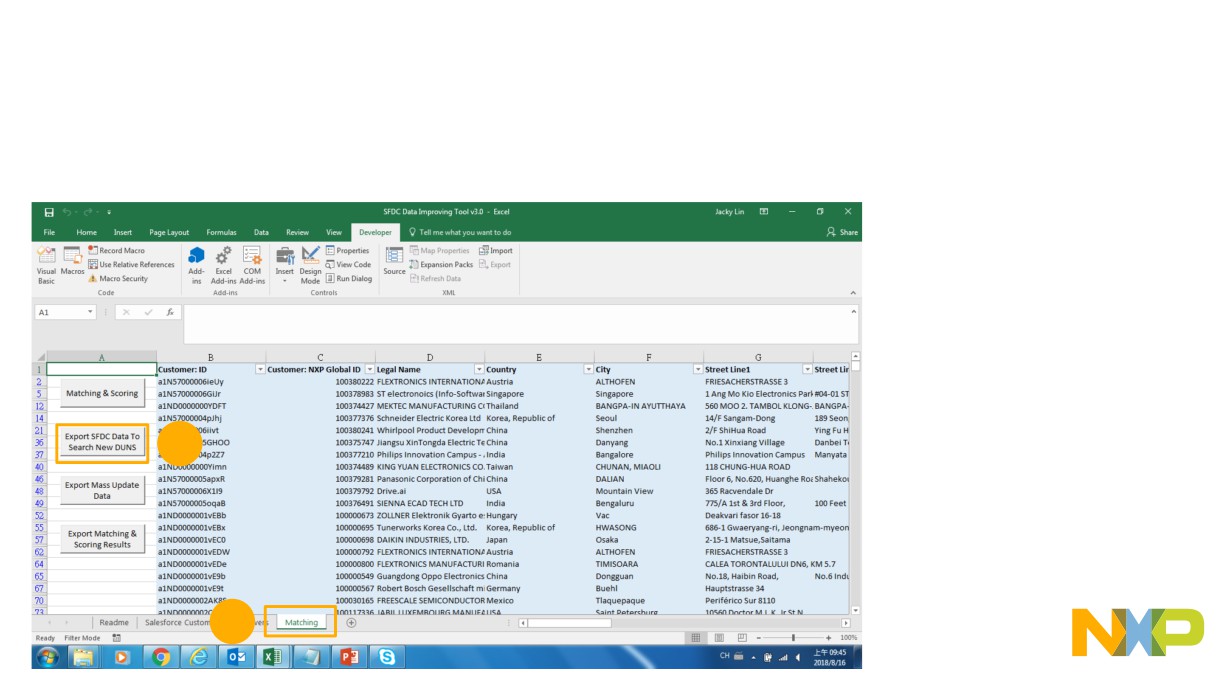 SFDC Data Improving Tool v3.0 - Excel
Jacky Lin
File Home Insert Page Layout Formulas Data Review View Developer Tell me what you want to do Share
Visual Basic
Macros
Record Macro
Use Relative References
Macro Security
Code
Add-ins
Excel Add-ins
COM Add-ins
Add-ins
Insert
Design Mode
Properties
View Code
Run Dialog
Controls
Source
Map Properties
Expansion Packs
Refresh Data
Import
Export
XML
A1
fx
A B C D E F G
1 Customer: ID Customer: NXP Global ID Legal Name Country City Street Line1 Street Lin
2 a1N57000006ieUy 100380222 FLEXTRONICS INTERNATIONA Austria ALTHOFEN FRIESACHERSTRASSE 3
5 a1N57000006GiJr 100378983 ST electronoics (Info-Softwar Singapore Singapore 1 Ang Mo Kio Electronics Park #04-01 ST
12 a1ND0000000YDFT 100374427 MEKTEC MANUFACTURING C Thailand BANGPA-IN AYUTTHAYA 560 MOO 2. TAMBOL KLONG- BANGPA-
14 a1N57000004pJhj 100377376 Schneider Electric Korea Ltd Korea, Republic of Seoul 14/F Sangam-Dong 189 Seon
21 06iivt 100380241 Whirlpool Product Developm China Shenzhen 2/F ShiHua Road Ying Fu H
36 5GHOO 100375747 Jiangsu XinTongda Electric Te China Danyang No.1 Xinxiang Village Danbei T
37 04p2Z7 100377210 Philips Innovation Campus - India Bangalore Philips Innovation Campus Manyata
40 a1ND0000000Yimn 100374489 KING YUAN ELECTRONICS CO. Taiwan CHUNAN, MIAOLI 118 CHUNG-HUA ROAD
46 a1N57000005apxR 100379281 Panasonic Corporation of Chi China DALIAN Floor 6, No.620, Huanghe Roa Shahekou
48 a1N57000006X1I9 100379792 Drive.ai USA Mountain View 365 Racvendale Dr
49 a1N57000005oqaB 100376491 SIENNA ECAD TECH LTD India Bengaluru 775/A 1st & 3rd Floor, 100 Feet
52 a1ND0000001vEBb 100000673 ZOLLNER Elektronik Gyarto e Hungary Vac Deakvari fasor 16-18
55 a1ND0000001vEBx 100000695 Tunerworks Korea Co., Ltd. Korea, Republic of HWASONG 686-1 Gwaeryang-ri, Jeongnam-myeon
57 a1ND0000001vEC0 100000698 DAIKIN INDUSTRIES, LTD. Japan Osaka 2-15-1 Matsue,Saitama
62 a1ND0000001vEDW 100000792 FLEXTRONICS INTERNATIONA Austria ALTHOFEN FRIESACHERSTRASSE 3
64 a1ND0000001vEDe 100000800 FLEXTRONICS MANUFACTURI Romania TIMISOARA CALEA TORONTALULUI DN6, KM 5.7
65 a1ND0000001vE9b 100000549 Guangdong Oppo Electronics China Dongguan No.18, Haibin Road, No.6 Indu
67 a1ND0000001vE9t 100000567 Robert Bosch Gesellschaft m Germany Buehl Hauptstrasse 34
70 100030165 FREESCALE SEMICONDUCTOR Mexico Tlaquepaque Periférico Sur 8110
73 100117336 JABIL LUXEMBOURG MANUFA USA Saint Petersburg 10560 Doctor M L K Jr St N
Matching & Scoring
Export SFDC Data To
Search New DUNS
Export Mass Update
Data
Export Matching &
Scoring Results
Readme Salesforce Custom Matching
Ready Filter Mode 100%
CH
上午 09:45
2018/8/16
NXP